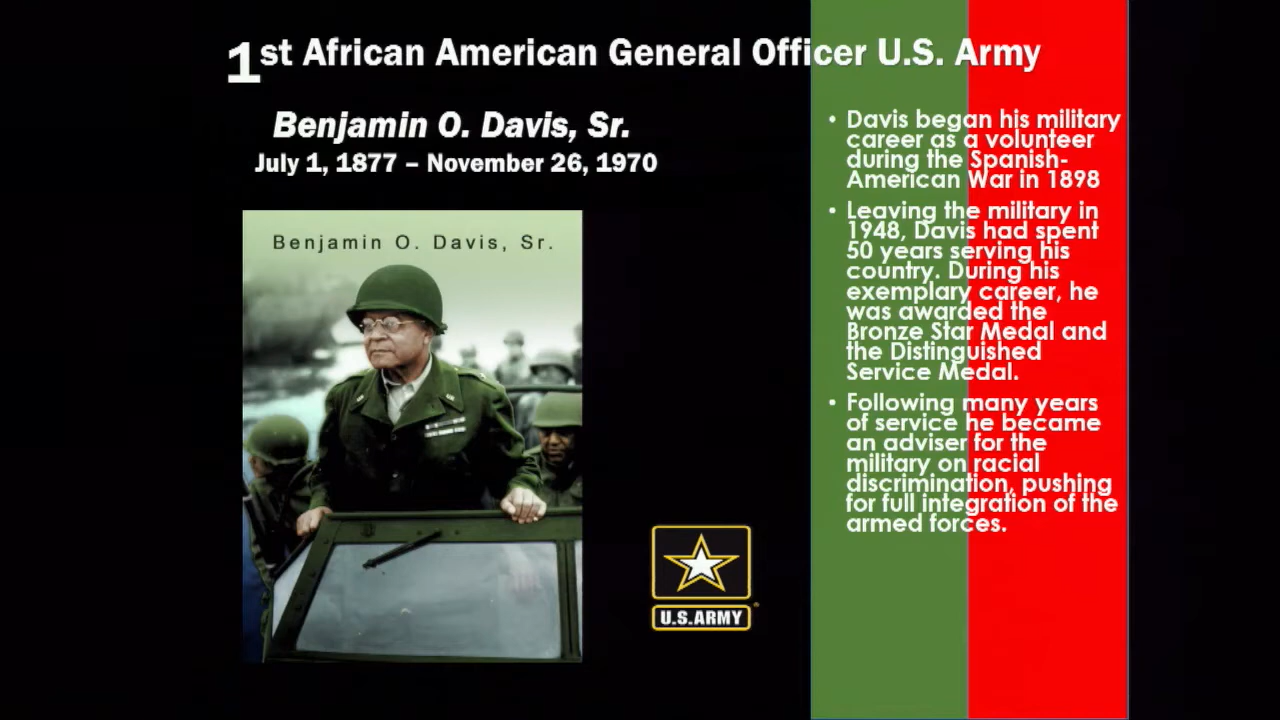 1st African American General Officer U.S. Army
Benjamin O. Davis, Sr.
July 1, 1877 – November 26, 1970
Benjamin O. Davis, Sr.
U.S.ARMY
• Davis began his military
career as a volunteer
during the Spanish-
American War in 1898
• Leaving the military in
1948, Davis had spent
50 years serving his
country. During his
exemplary career, he
was awarded the
Bronze Star Medal and
the Distinguished
Service Medal.
• Following many years
of service he became
an adviser for the
military on racial
discrimination, pushing
for full integration of the
armed forces.